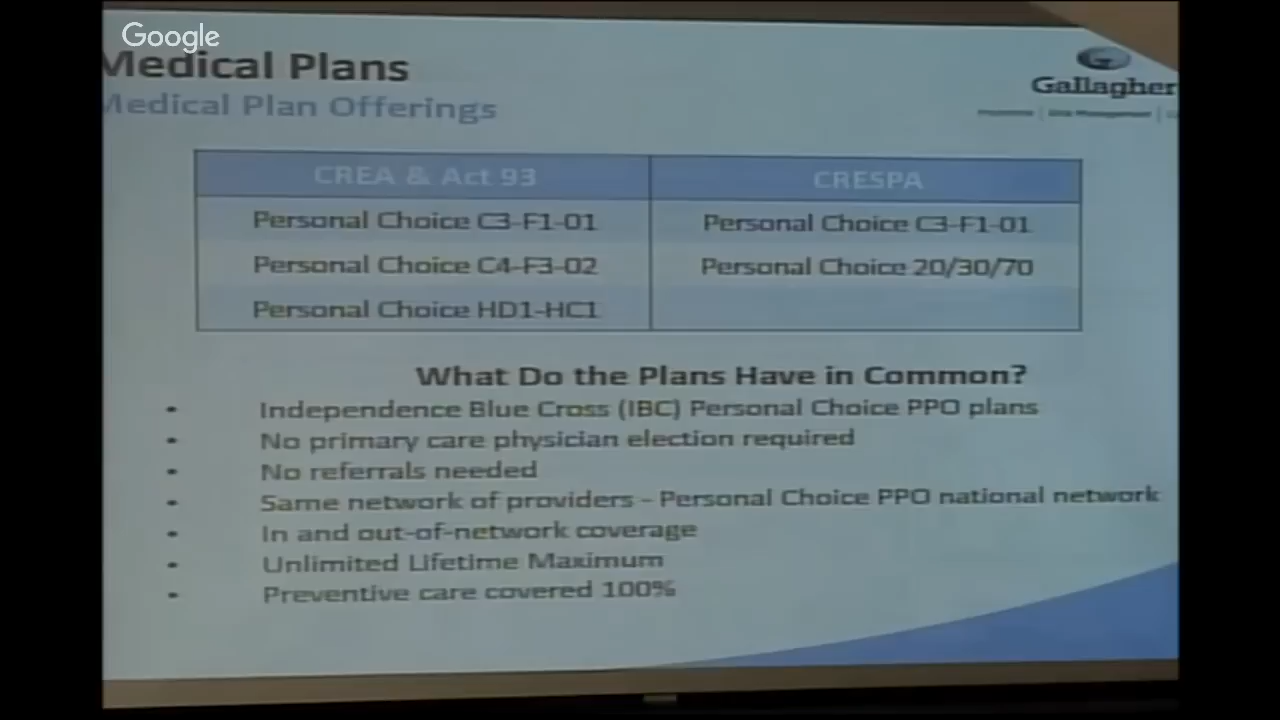 Google
Medical Plans
Medical Plan Offerings
Gallagher
CREA & Act 93
CRESPA
Personal Choice C3-F1-01
Personal Choice C3-F1-01
Personal Choice C4-F3-02
Personal Choice 20/30/70
Personal Choice HD1-HC1
What Do the Plans Have in Common?
• Independence Blue Cross (IBC) Personal Choice PPO plans
• No primary care physician election required
• No referrals needed
• Same network of providers - Personal Choice PPO national network
• In and out-of-network coverage
• Unlimited Lifetime Maximum
• Preventive care covered 100%